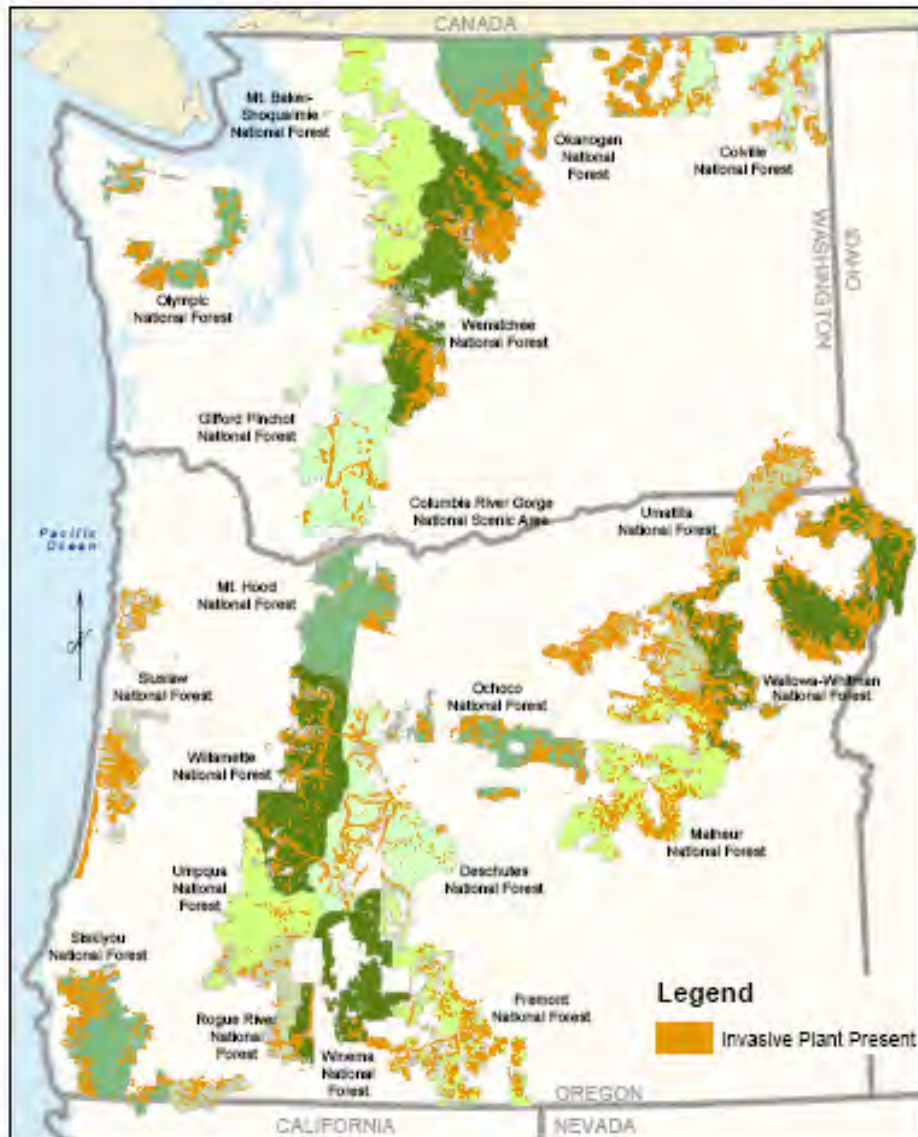 CANADA
Mt. Baker-
Snoqualmie
National Forest
Okanogan
National
Forest
Colville
National Forest
WASHINGTON
IDAHO
Olympic
National Forest
Wenatchee
National Forest
Gifford Pinchot
National Forest
Columbia River Gorge
National Scenic Area
Umatilla
National Forest
Pacific
Ocean
Mt. Hood
National Forest
Siuslaw
National Forest
Ochoco
National Forest
Wallowa-Whitman
National Forest
Willamette
National Forest
Malheur
National Forest
Umpqua
National
Forest
Deschutes
National Forest
Siskiyou
National Forest
Rogue River
National
Forest
Winema
National
Forest
Fremont
National Forest
Legend
Invasive Plant Present
OREGON
CALIFORNIA
NEVADA